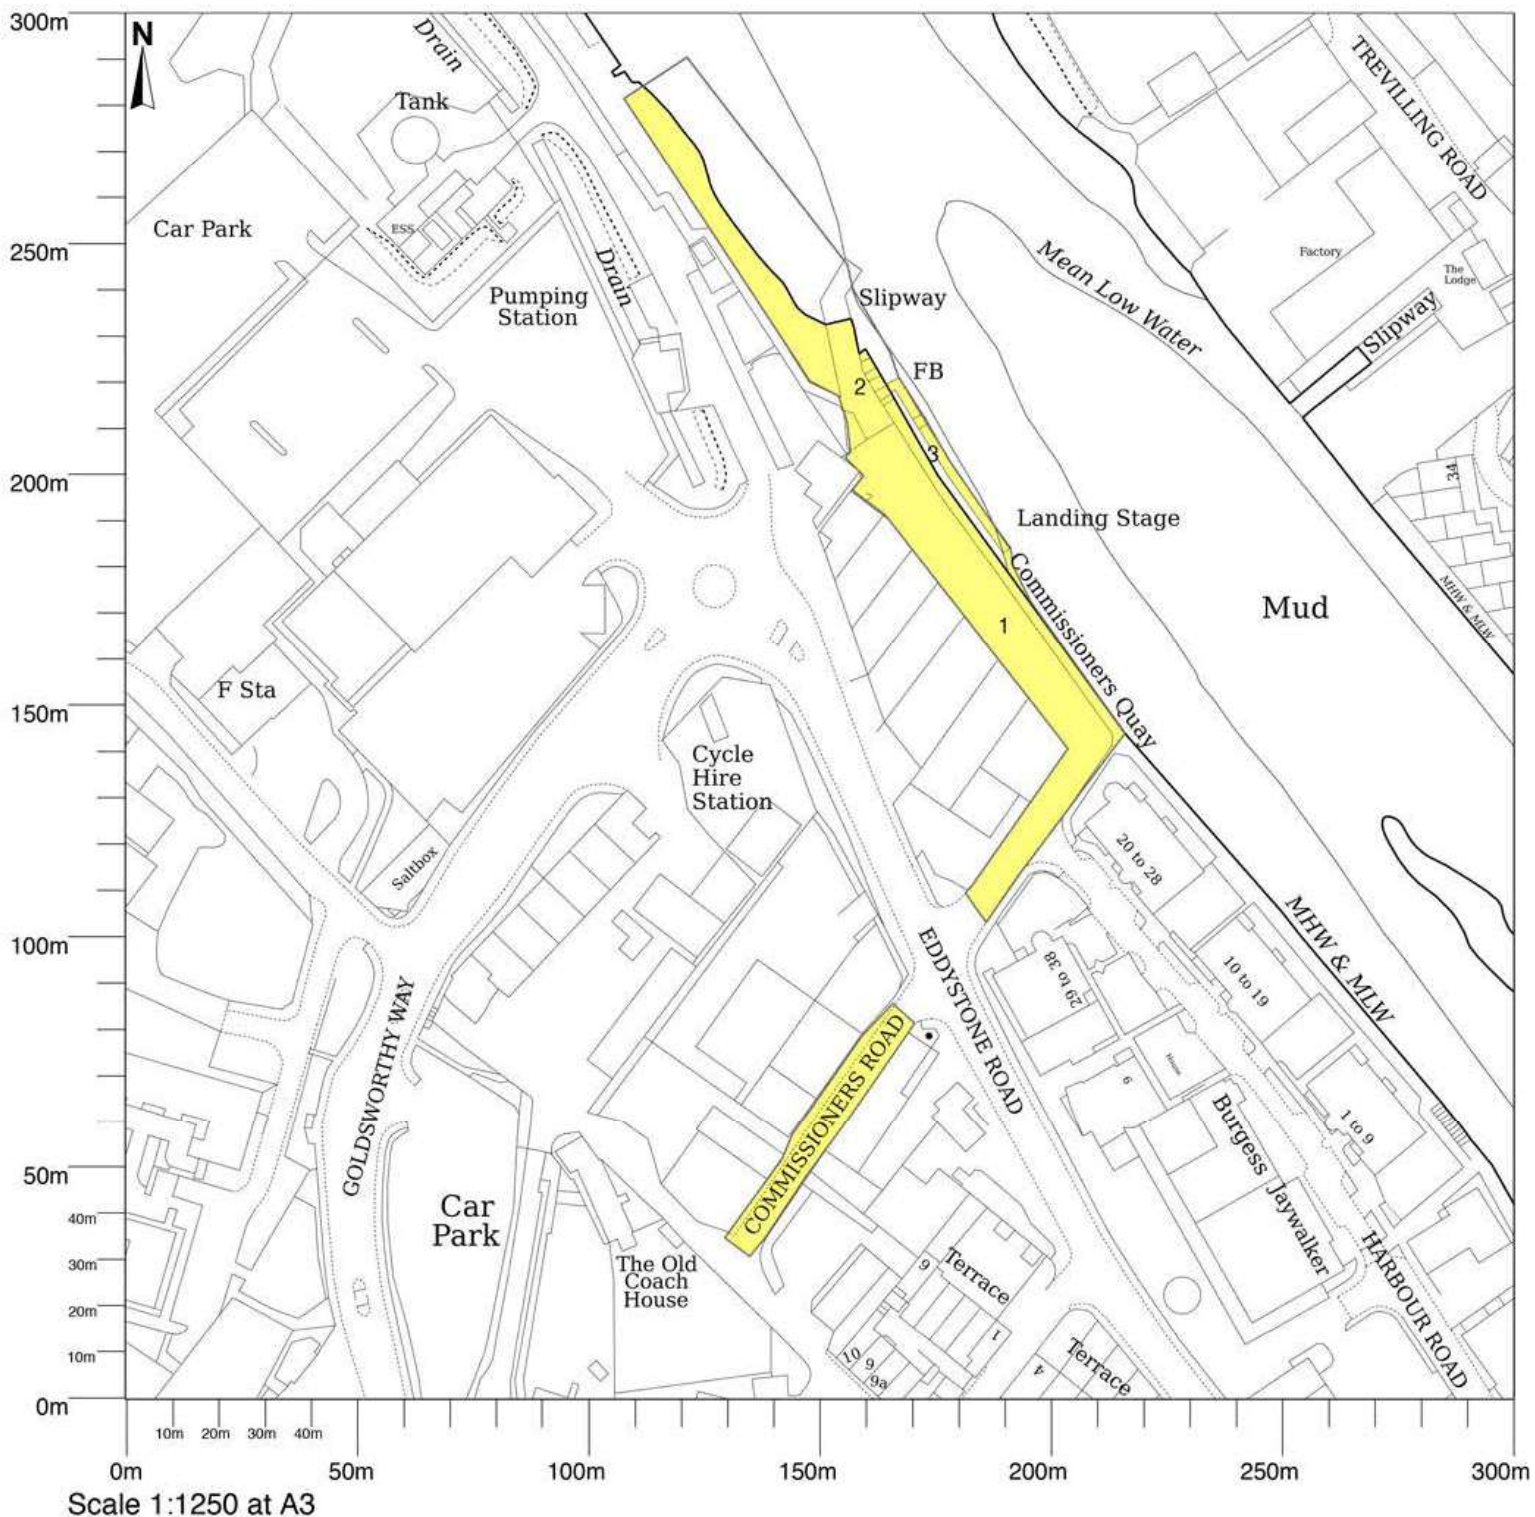 300m
N
Drain
Tank
TREVILLING ROAD
Car Park
ESS
250m
Pumping
Station
Drain
Slipway
Mean Low Water
Factory
The
Lodge
Slipway
FB
2
3
34
200m
Landing Stage
Commissioners Quay
Mud
MHW & MLW
1
F Sta
150m
Cycle
Hire
Station
Saltbox
20 to 28
100m
EDDYSTONE ROAD
29 to 38
10 to 19
MHW & MLW
GOLDSWORTHY WAY
COMMISSIONERS ROAD
House
9
1 to 9
Burgess
Jaywalker
50m
Car
Park
40m
30m
20m
10m
The Old
Coach
House
Terrace
9
1
HARBOUR ROAD
10
9
9a
4
Terrace
0m
10m 20m 30m 40m
0m 50m 100m 150m 200m 250m 300m
Scale 1:1250 at A3